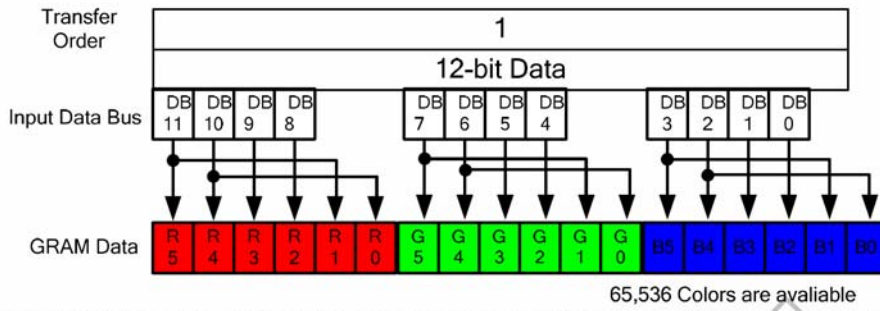 Transfer Order
1
12-bit Data
Input Data Bus
DB 11 DB 10 DB 9 DB 8 DB 7 DB 6 DB 5 DB 4 DB 3 DB 2 DB 1 DB 0
GRAM Data
R 5 R 4 R 3 R 2 R 1 R 0 G 5 G 4 G 3 G 2 G 1 G 0 B5 B4 B3 B2 B1 B0
65,536 Colors are avaliable